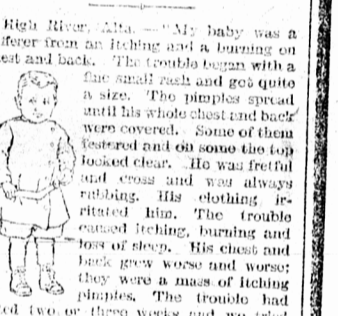 High River, Alta. — "My baby was a
fferer from an itching and a burning on
est and back. The trouble began with a
fine small rash and got quite
a size. The pimples spread
until his whole chest and back
were covered. Some of them
festered and on some the top
looked clear. He was fretful
and cross and was always
rubbing. His clothing ir-
ritated him. The trouble
caused itching, burning and
loss of sleep. His chest and
back grew worse and worse;
they were a mass of itching
pimples. The trouble had
ted two or three weeks and we tried